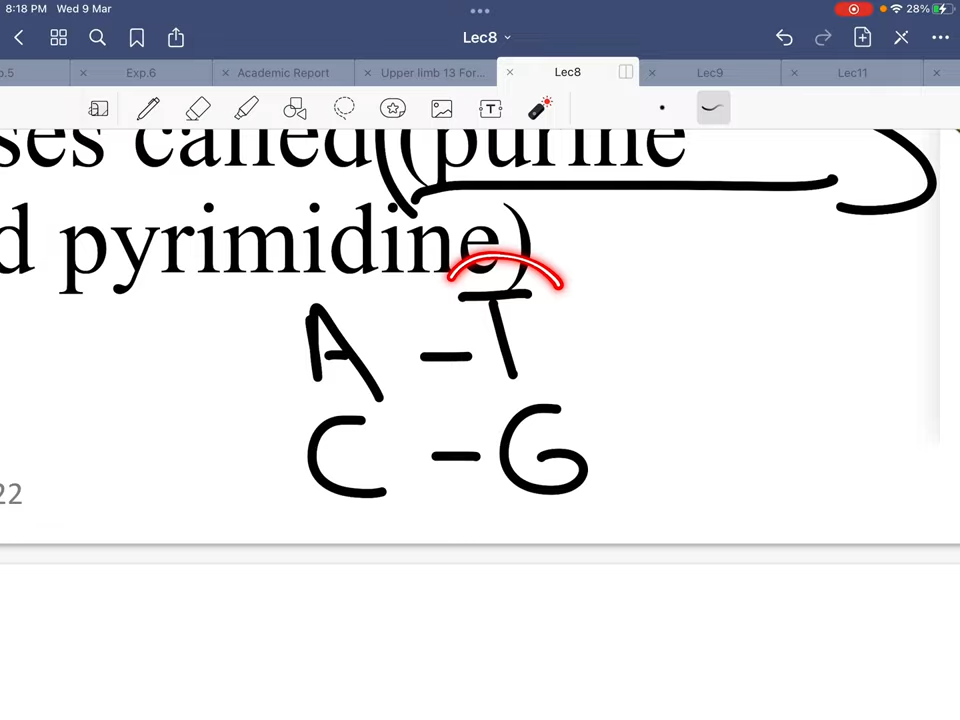 8:18 PM Wed 9 Mar
28%
Lec8
p.5
Exp.6
Academic Report
Upper limb 13 For...
Lec8
Lec9
Lec11
ses called (purine
d pyrimidine)
A - T
C - G
22